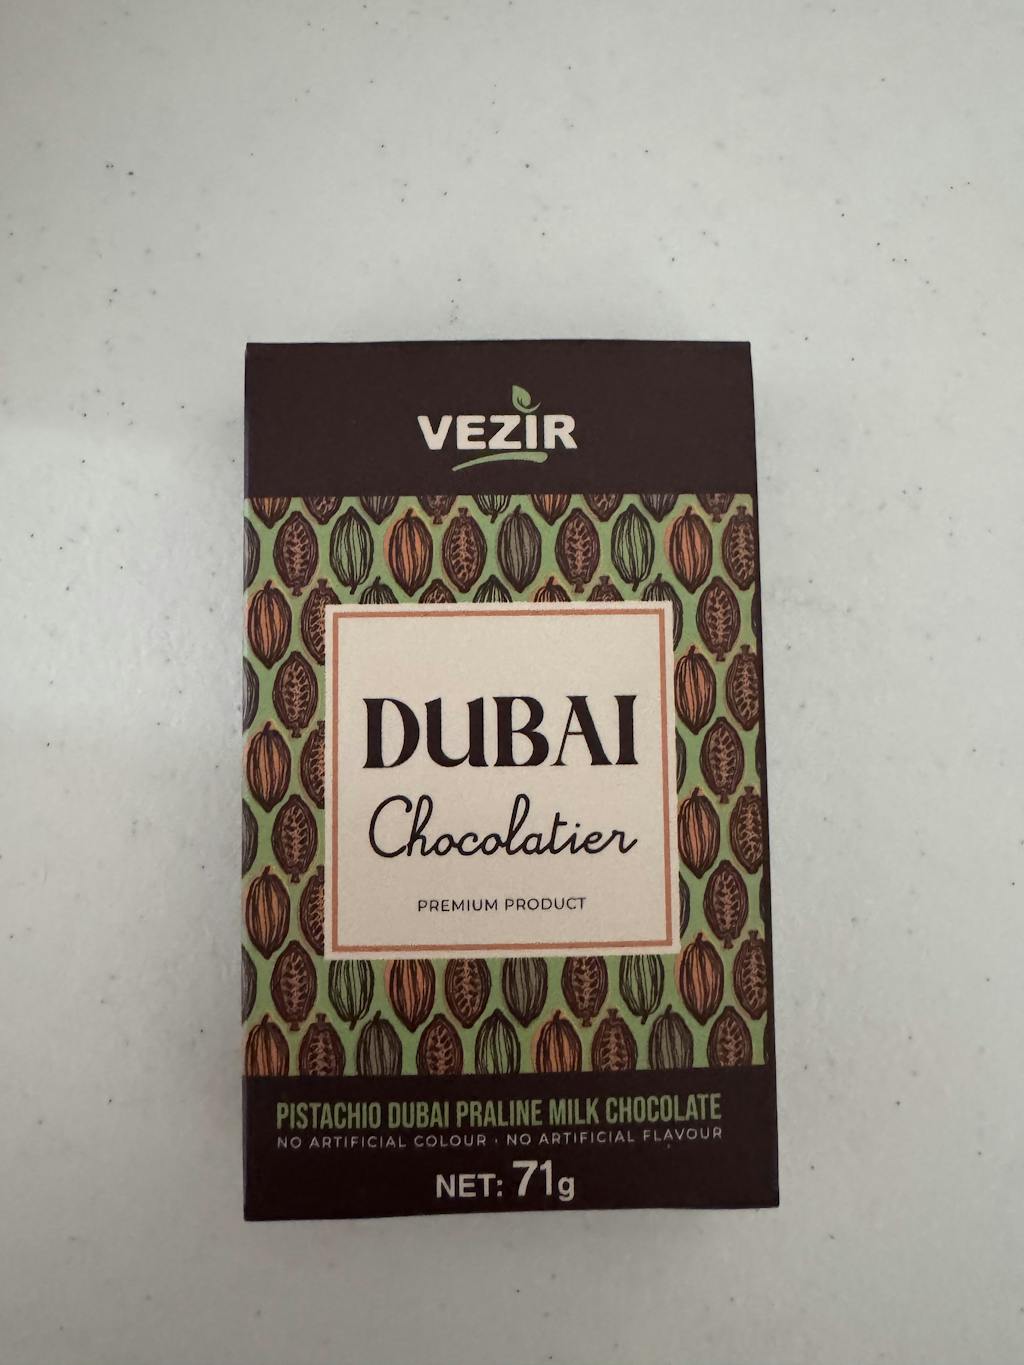 VEZİR
DUBAI
Chocolatier
PREMIUM PRODUCT
PISTACHIO DUBAI PRALINE MILK CHOCOLATE
NO ARTIFICIAL COLOUR · NO ARTIFICIAL FLAVOUR
NET: 71g